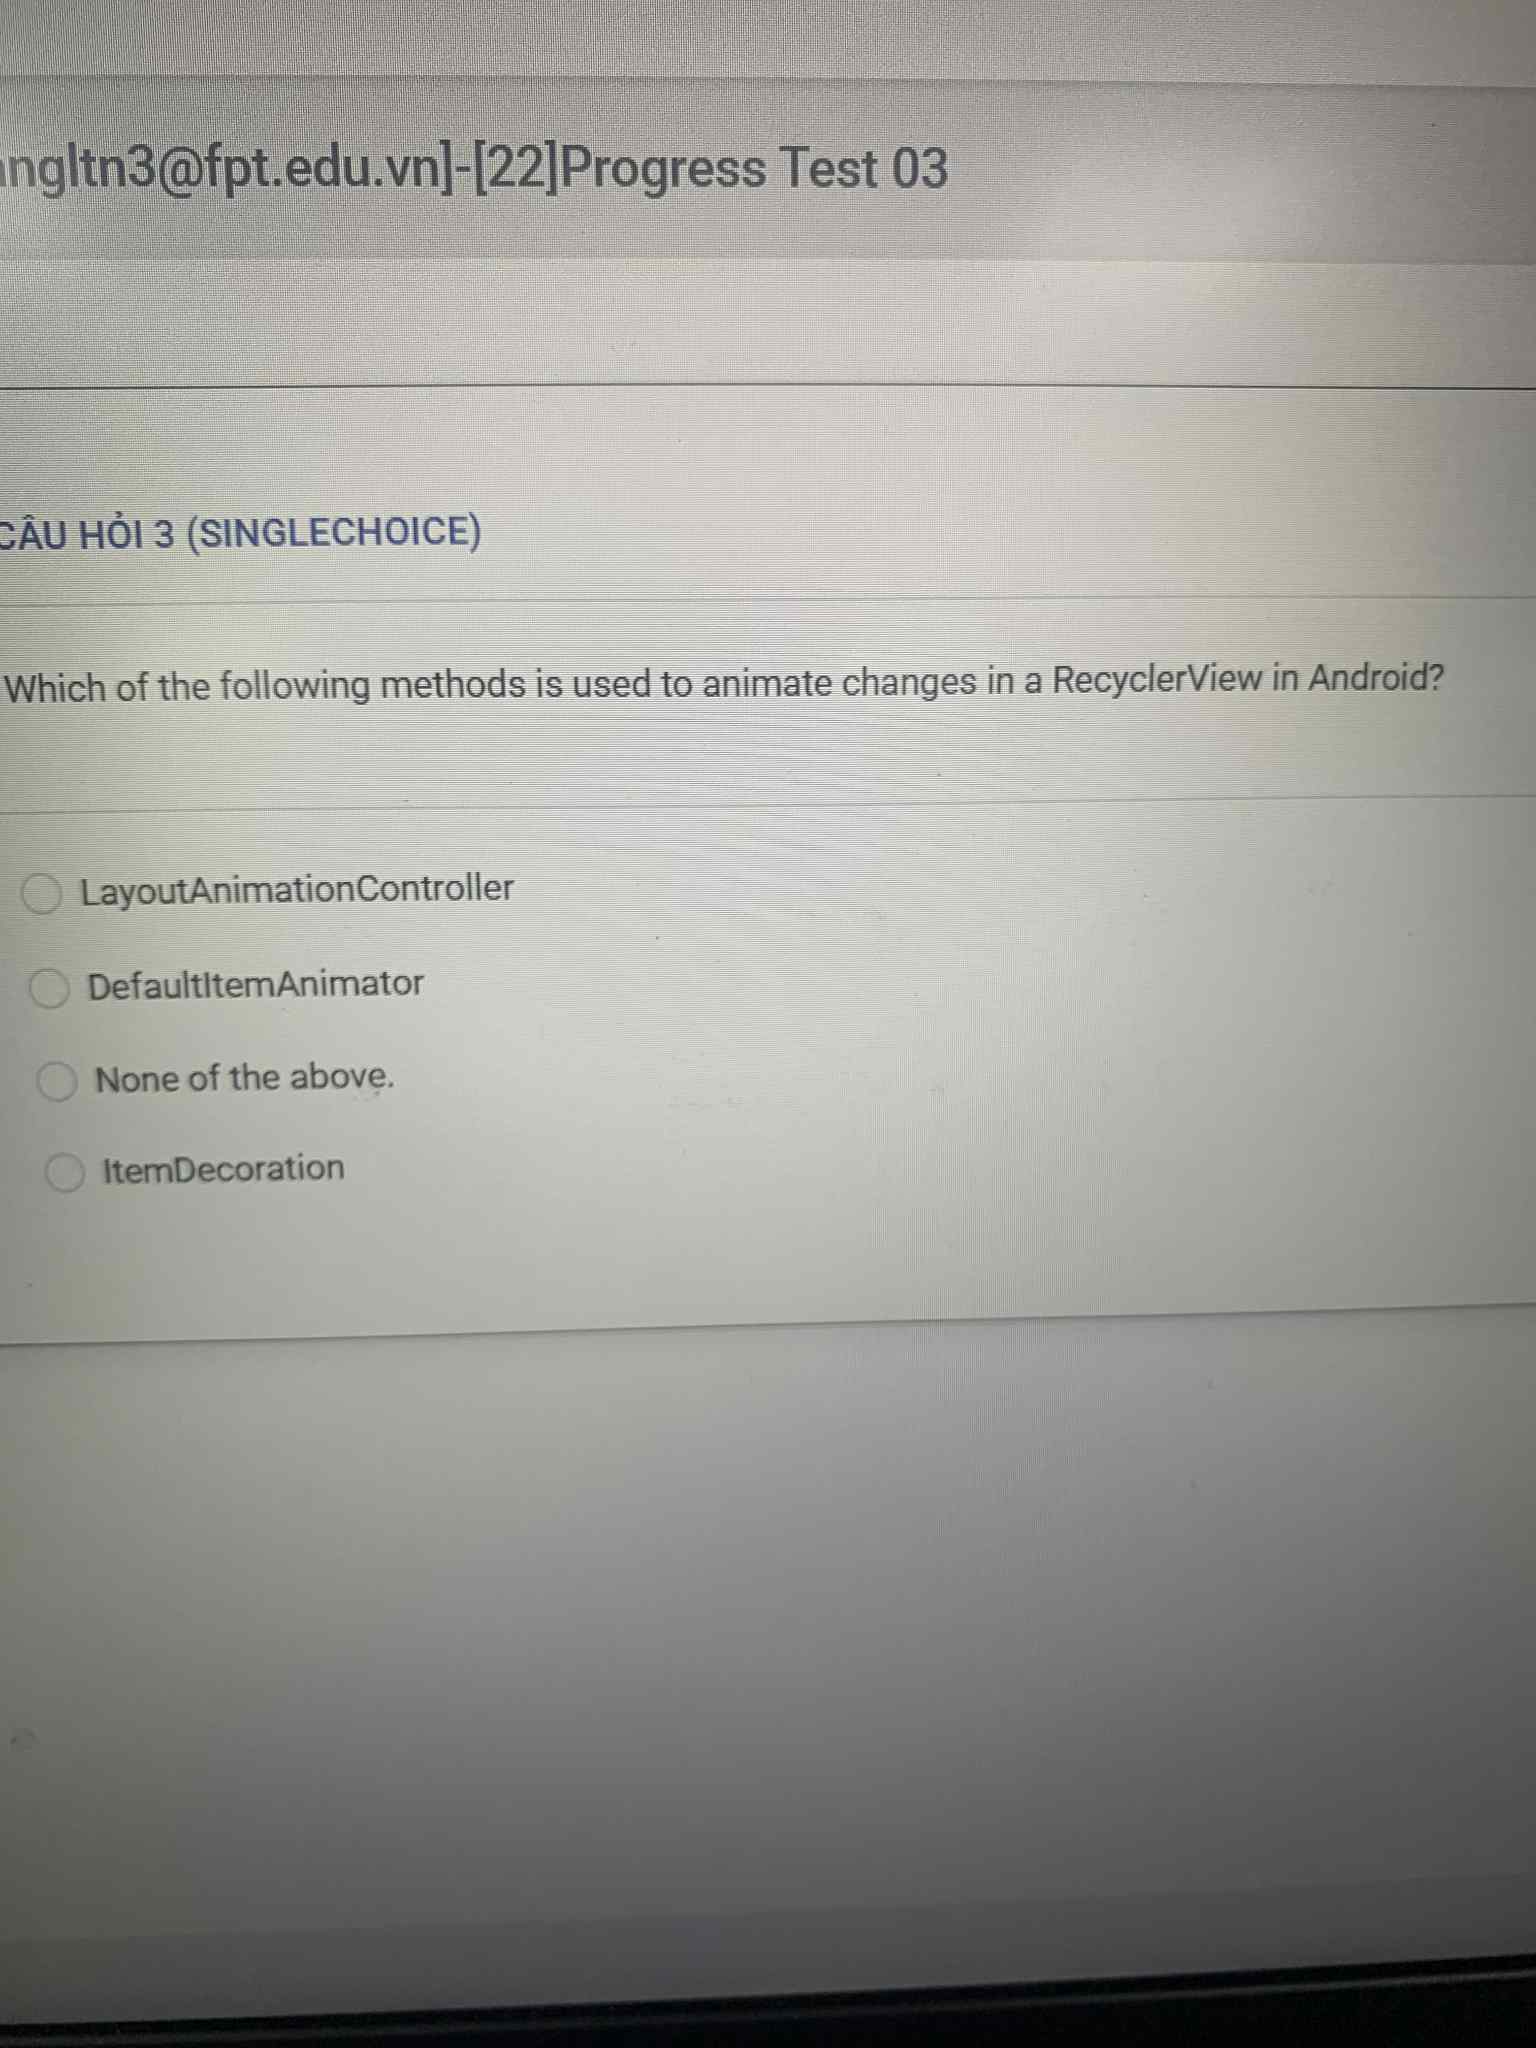 ngltn3@fpt.edu.vn]-[22]Progress Test 03
CÂU HỎI 3 (SINGLECHOICE)
Which of the following methods is used to animate changes in a RecyclerView in Android?
LayoutAnimationController
DefaultItemAnimator
None of the above.
ItemDecoration